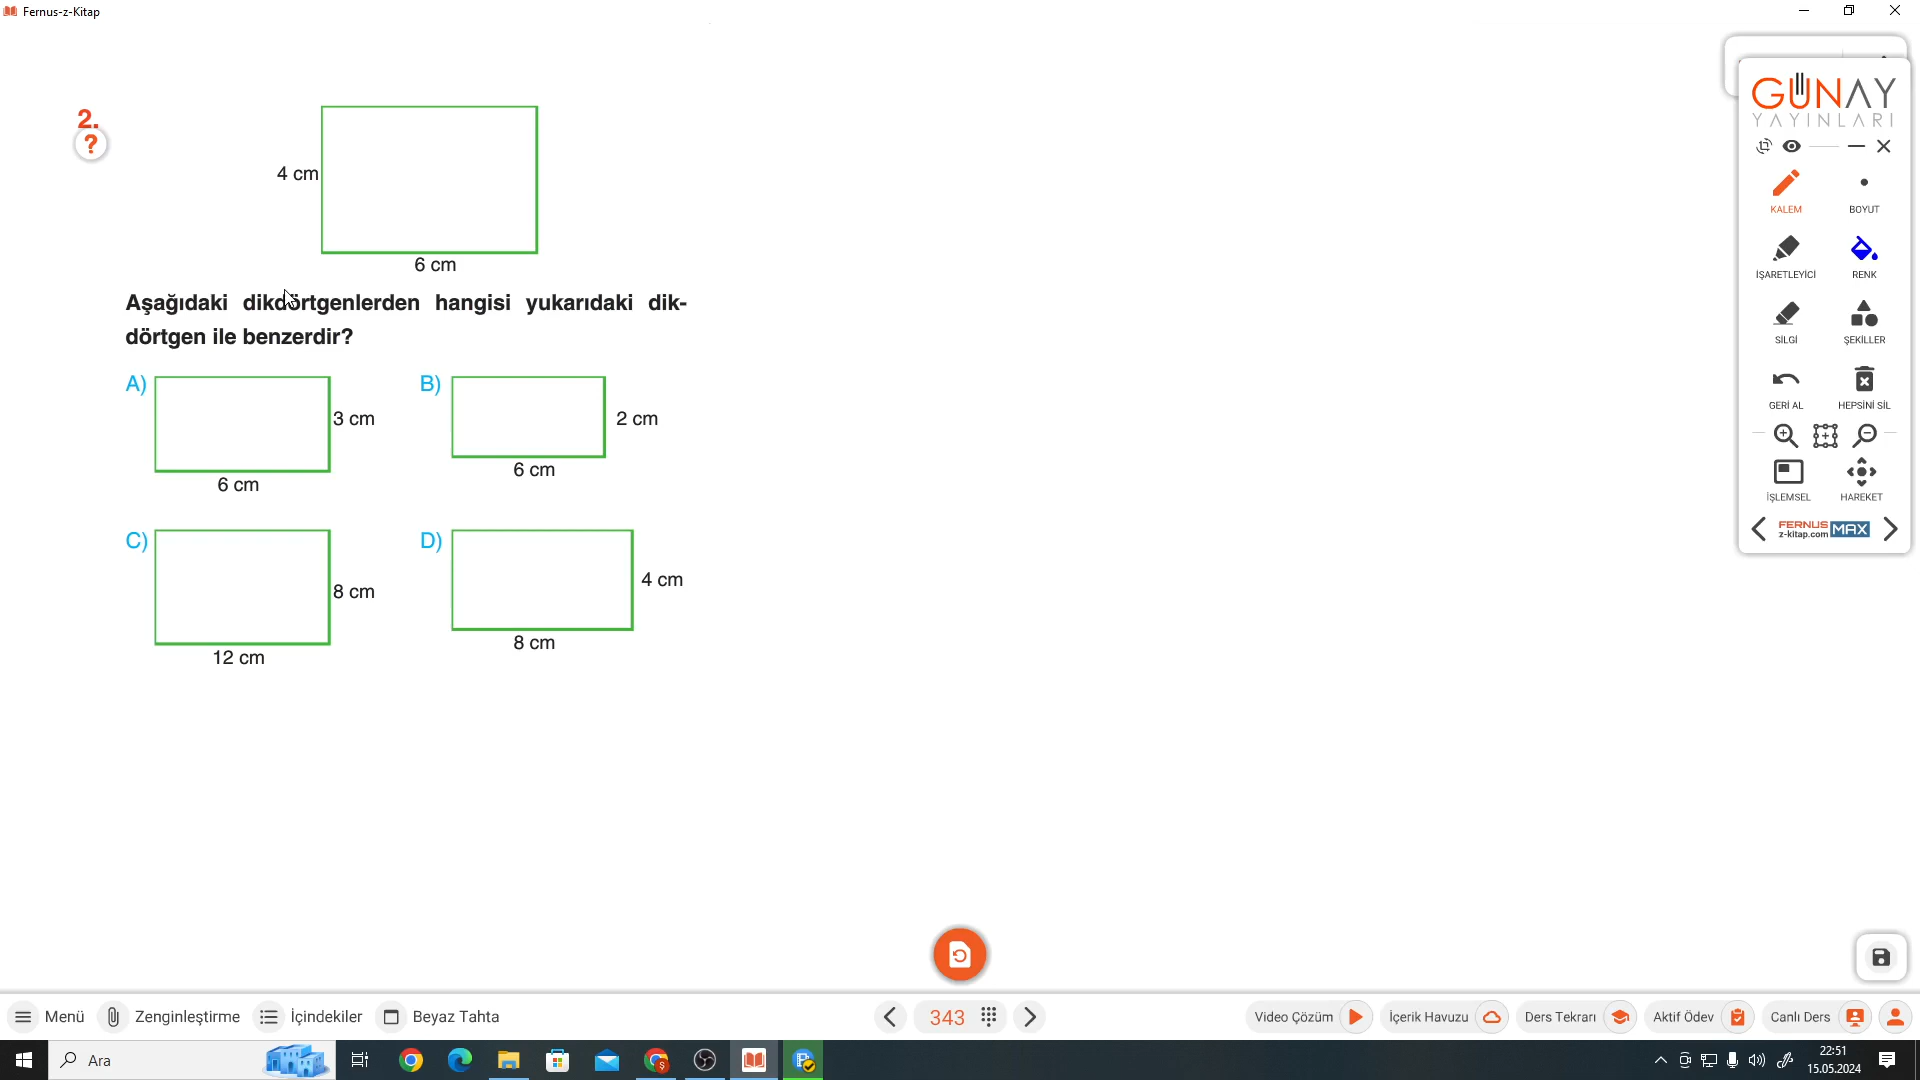 Fernus-z-Kitap
2.
?
4 cm
6 cm
Aşağıdaki dikdörtgenlerden hangisi yukarıdaki dik-
dörtgen ile benzerdir?
A)
3 cm
6 cm
B)
2 cm
6 cm
C)
8 cm
12 cm
D)
4 cm
8 cm
GÜNAY
YAYINLARI
KALEM
BOYUT
İŞARETLEYİCİ
RENK
SİLGİ
ŞEKİLLER
GERİ AL
HEPSİNİ SİL
İŞLEMSEL
HAREKET
FERNUS
z-kitap.com
MAX
Menü
Zenginleştirme
İçindekiler
Beyaz Tahta
343
Video Çözüm
İçerik Havuzu
Ders Tekrarı
Aktif Ödev
Canlı Ders
Ara
22:51
15.05.2024